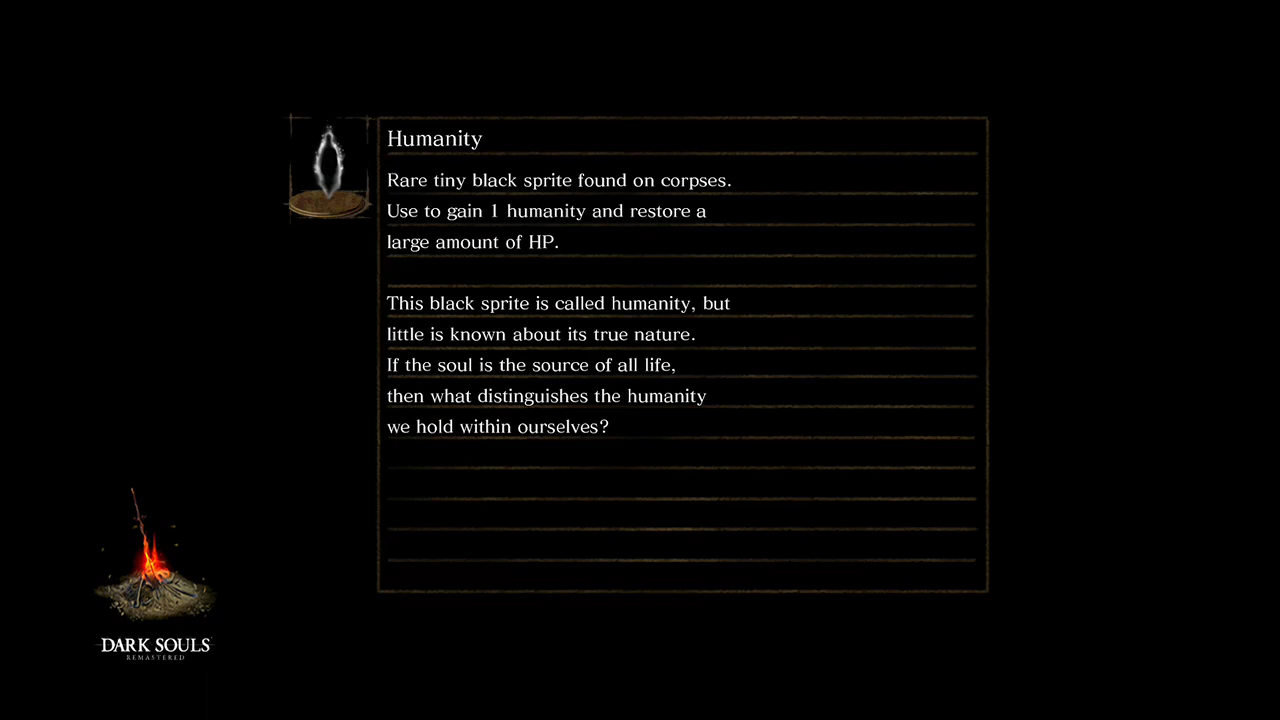 Humanity
Rare tiny black sprite found on corpses.
Use to gain 1 humanity and restore a
large amount of HP.
This black sprite is called humanity, but
little is known about its true nature.
If the soul is the source of all life,
then what distinguishes the humanity
we hold within ourselves?
DARK SOULS
REMASTERED